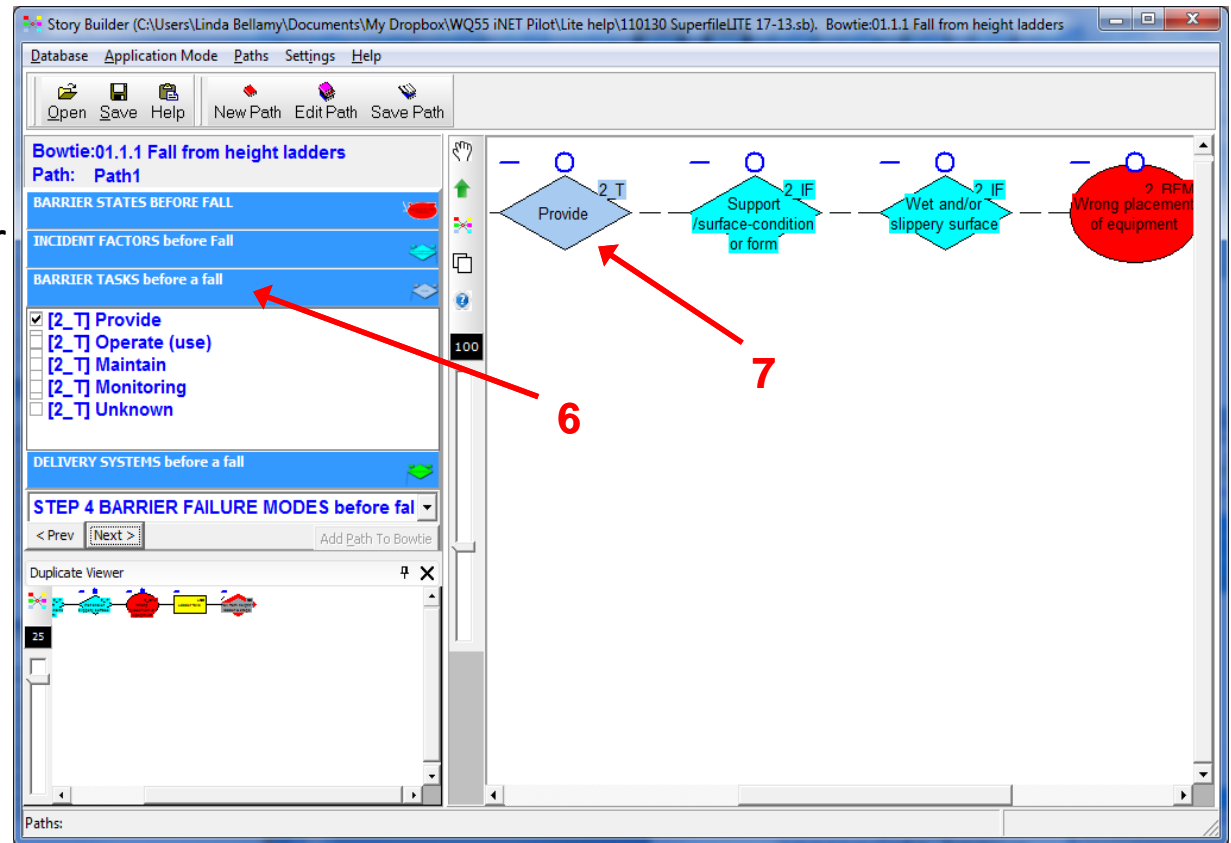 Story Builder (C:\Users\Linda Bellamy\Documents\My Dropbox\WQ55 iNET Pilot\Lite help\110130 SuperfileLITE 17-13.sb). Bowtie:01.1.1 Fall from height ladders
Database Application Mode Paths Settings Help
Open Save Help New Path Edit Path Save Path
Bowtie:01.1.1 Fall from height ladders
Path: Path1
BARRIER STATES BEFORE FALL
INCIDENT FACTORS before Fall
BARRIER TASKS before a fall
[2_T] Provide
[2_T] Operate (use)
[2_T] Maintain
[2_T] Monitoring
[2_T] Unknown
DELIVERY SYSTEMS before a fall
STEP 4 BARRIER FAILURE MODES before fal
< Prev Next > Add Path To Bowtie
Duplicate Viewer
25
Paths:
100
2_T
Provide
2_IF
Support
/surface-condition
or form
2_IF
Wet and/or
slippery surface
Wrong placement
of equipment
6
7